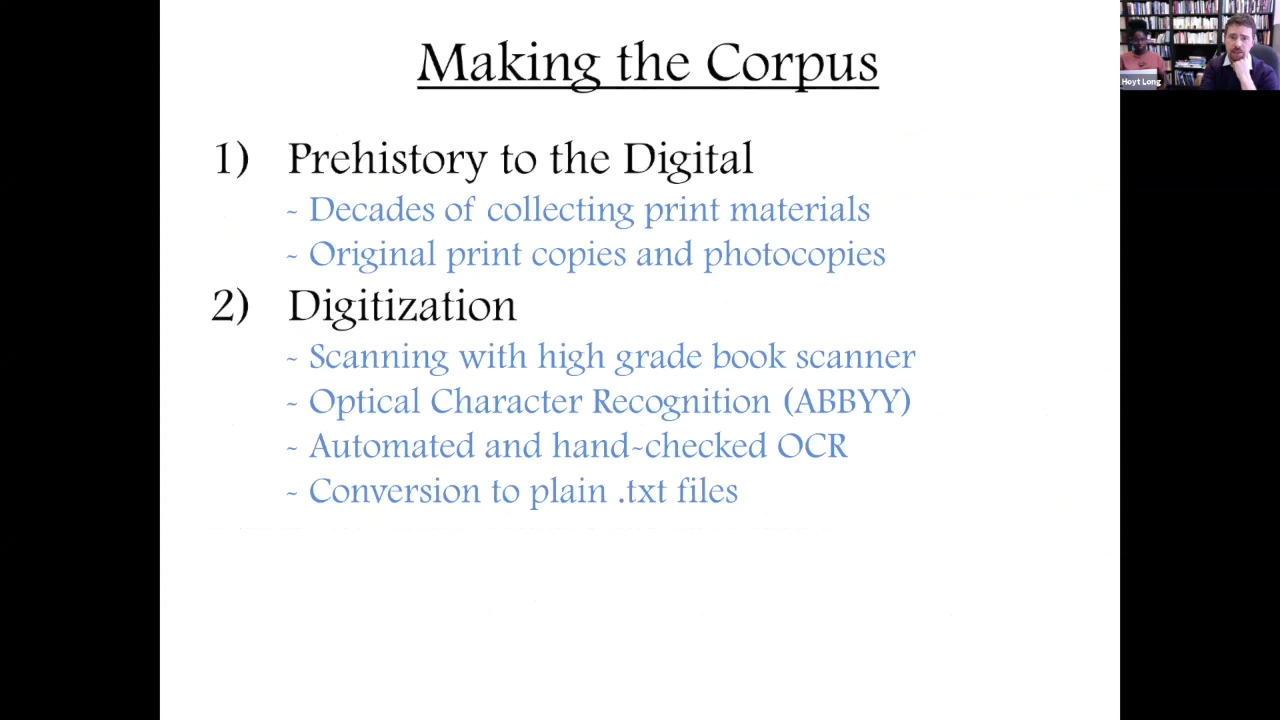 Making the Corpus
1) Prehistory to the Digital
- Decades of collecting print materials
- Original print copies and photocopies
2) Digitization
- Scanning with high grade book scanner
- Optical Character Recognition (ABBYY)
- Automated and hand-checked OCR
- Conversion to plain .txt files
Hoyt Long